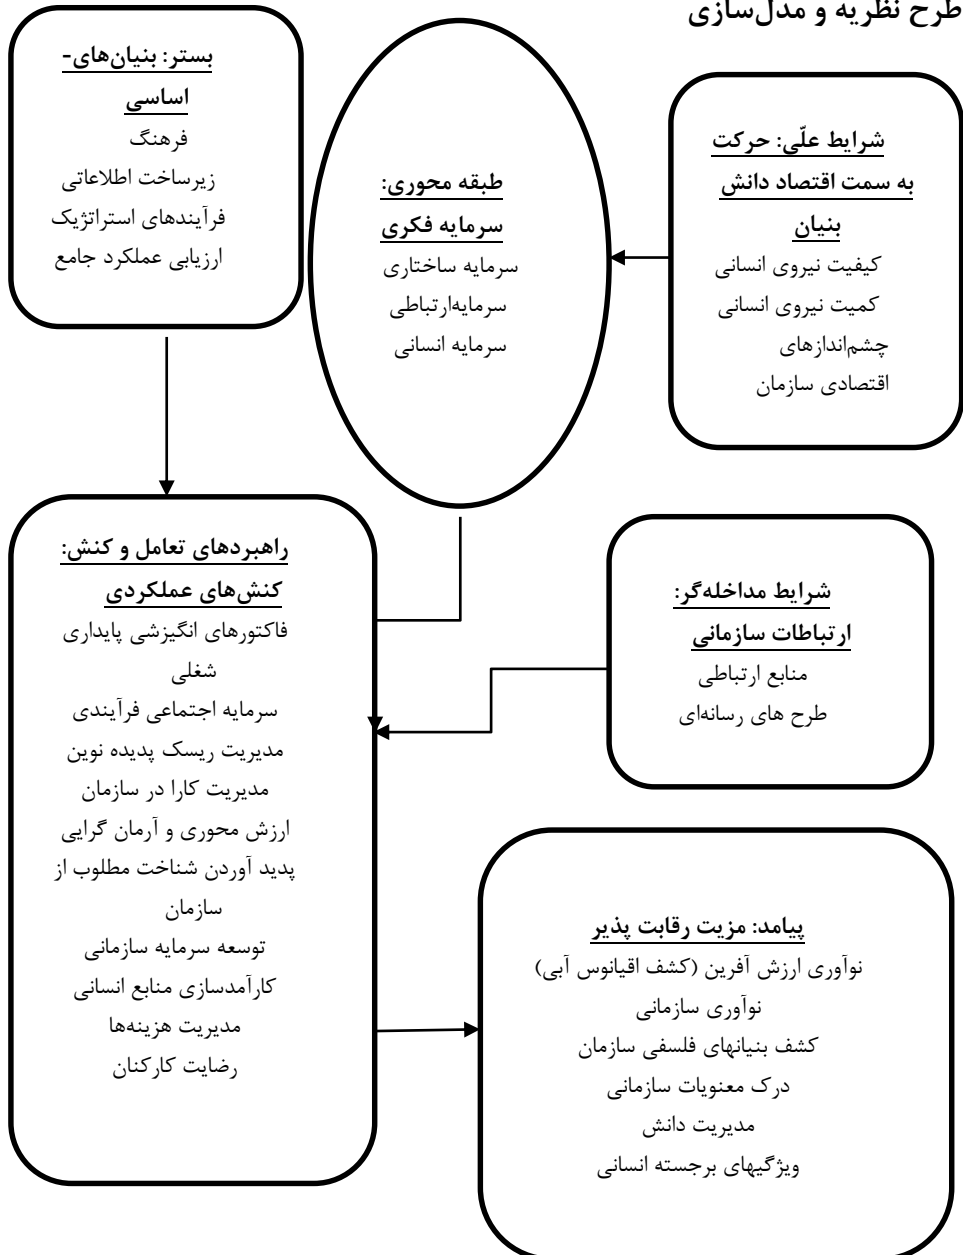 طرح نظریه و مدل‌سازی
شرایط علّی: حرکت
به سمت اقتصاد دانش
بنیان
کیفیت نیروی انسانی
کمیت نیروی انسانی
چشم‌اندازهای
اقتصادی سازمان
طبقه محوری:
سرمایه فکری
سرمایه ساختاری
سرمایه‌ارتباطی
سرمایه انسانی
بستر: بنیان‌های-
اساسی
فرهنگ
زیرساخت اطلاعاتی
فرآیندهای استراتژیک
ارزیابی عملکرد جامع
شرایط مداخله‌گر:
ارتباطات سازمانی
منابع ارتباطی
طرح های رسانه‌ای
راهبردهای تعامل و کنش:
کنش‌های عملکردی
فاکتورهای انگیزشی پایداری
شغلی
سرمایه اجتماعی فرآیندی
مدیریت ریسک پدیده نوین
مدیریت کارا در سازمان
ارزش محوری و آرمان گرایی
پدید آوردن شناخت مطلوب از
سازمان
توسعه سرمایه سازمانی
کارآمدسازی منابع انسانی
مدیریت هزینه‌ها
رضایت کارکنان
پیامد: مزیت رقابت پذیر
نوآوری ارزش آفرین (کشف اقیانوس آبی)
نوآوری سازمانی
کشف بنیانهای فلسفی سازمان
درک معنویات سازمانی
مدیریت دانش
ویژگیهای برجسته انسانی